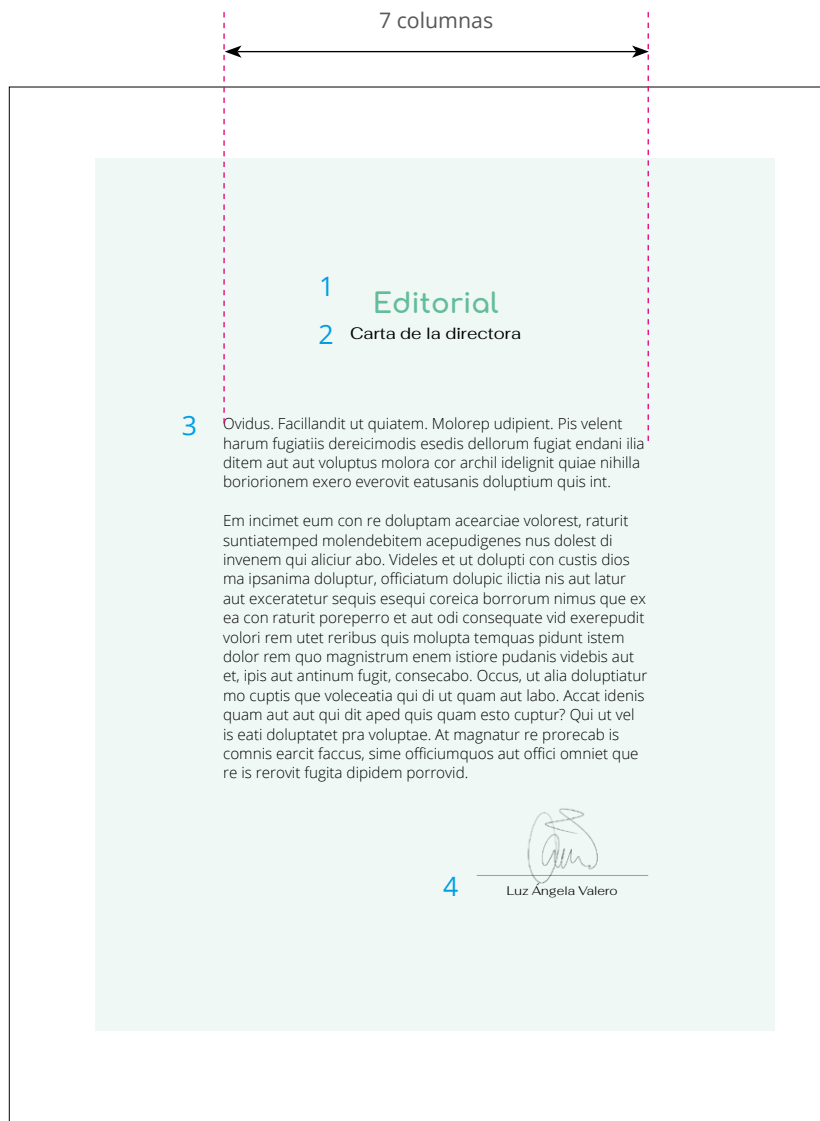 7 columnas
1
Editorial
2 Carta de la directora
3 Ovidus. Facillandit ut quiatem. Molorep udipient. Pis velent
harum fugiatiis dereicimodis esedis dellorum fugiat endani ilia
ditem aut aut voluptus molora cor archil idelignit quiae nihilla
boriorionem exero everovit eatusanis doluptium quis int.
Em incimet eum con re doluptam acearciae volorest, raturit
suntiatemped molendebitem acepudigenes nus dolest di
invenem qui aliciur abo. Videles et ut dolupti con custis dios
ma ipsanima doluptur, officiatum dolupic ilictia nis aut latur
aut exceratetur sequis esequi coreica borrorum nimus que ex
ea con raturit poreperro et aut odi consequate vid exerepudit
volori rem utet reribus quis molupta temquas pidunt istem
dolor rem quo magnistrum enem istiore pudanis videbis aut
et, ipis aut antinum fugit, consecabo. Occus, ut alia doluptiatur
mo cuptis que voleceatia qui di ut quam aut labo. Accat idenis
quam aut aut qui dit aped quis quam esto cuptur? Qui ut vel
is eati doluptatet pra voluptae. At magnatur re prorecab is
comnis earcit faccus, sime officiumquos aut offici omniet que
re is rerovit fugita dipidem porrovid.
4 Luz Ángela Valero